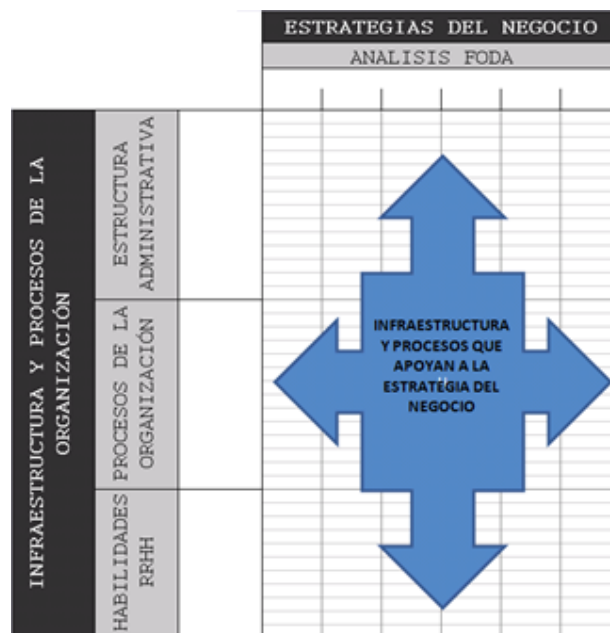 ESTRATEGIAS DEL NEGOCIO
ANALISIS FODA
INFRAESTRUCTURA Y PROCESOS DE LA
ORGANIZACIÓN
ESTRUCTURA
ADMINISTRATIVA
PROCESOS DE LA
ORGANIZACIÓN
HABILIDADES
RRHH
INFRAESTRUCTURA
Y PROCESOS QUE
APOYAN A LA
ESTRATEGIA DEL
NEGOCIO